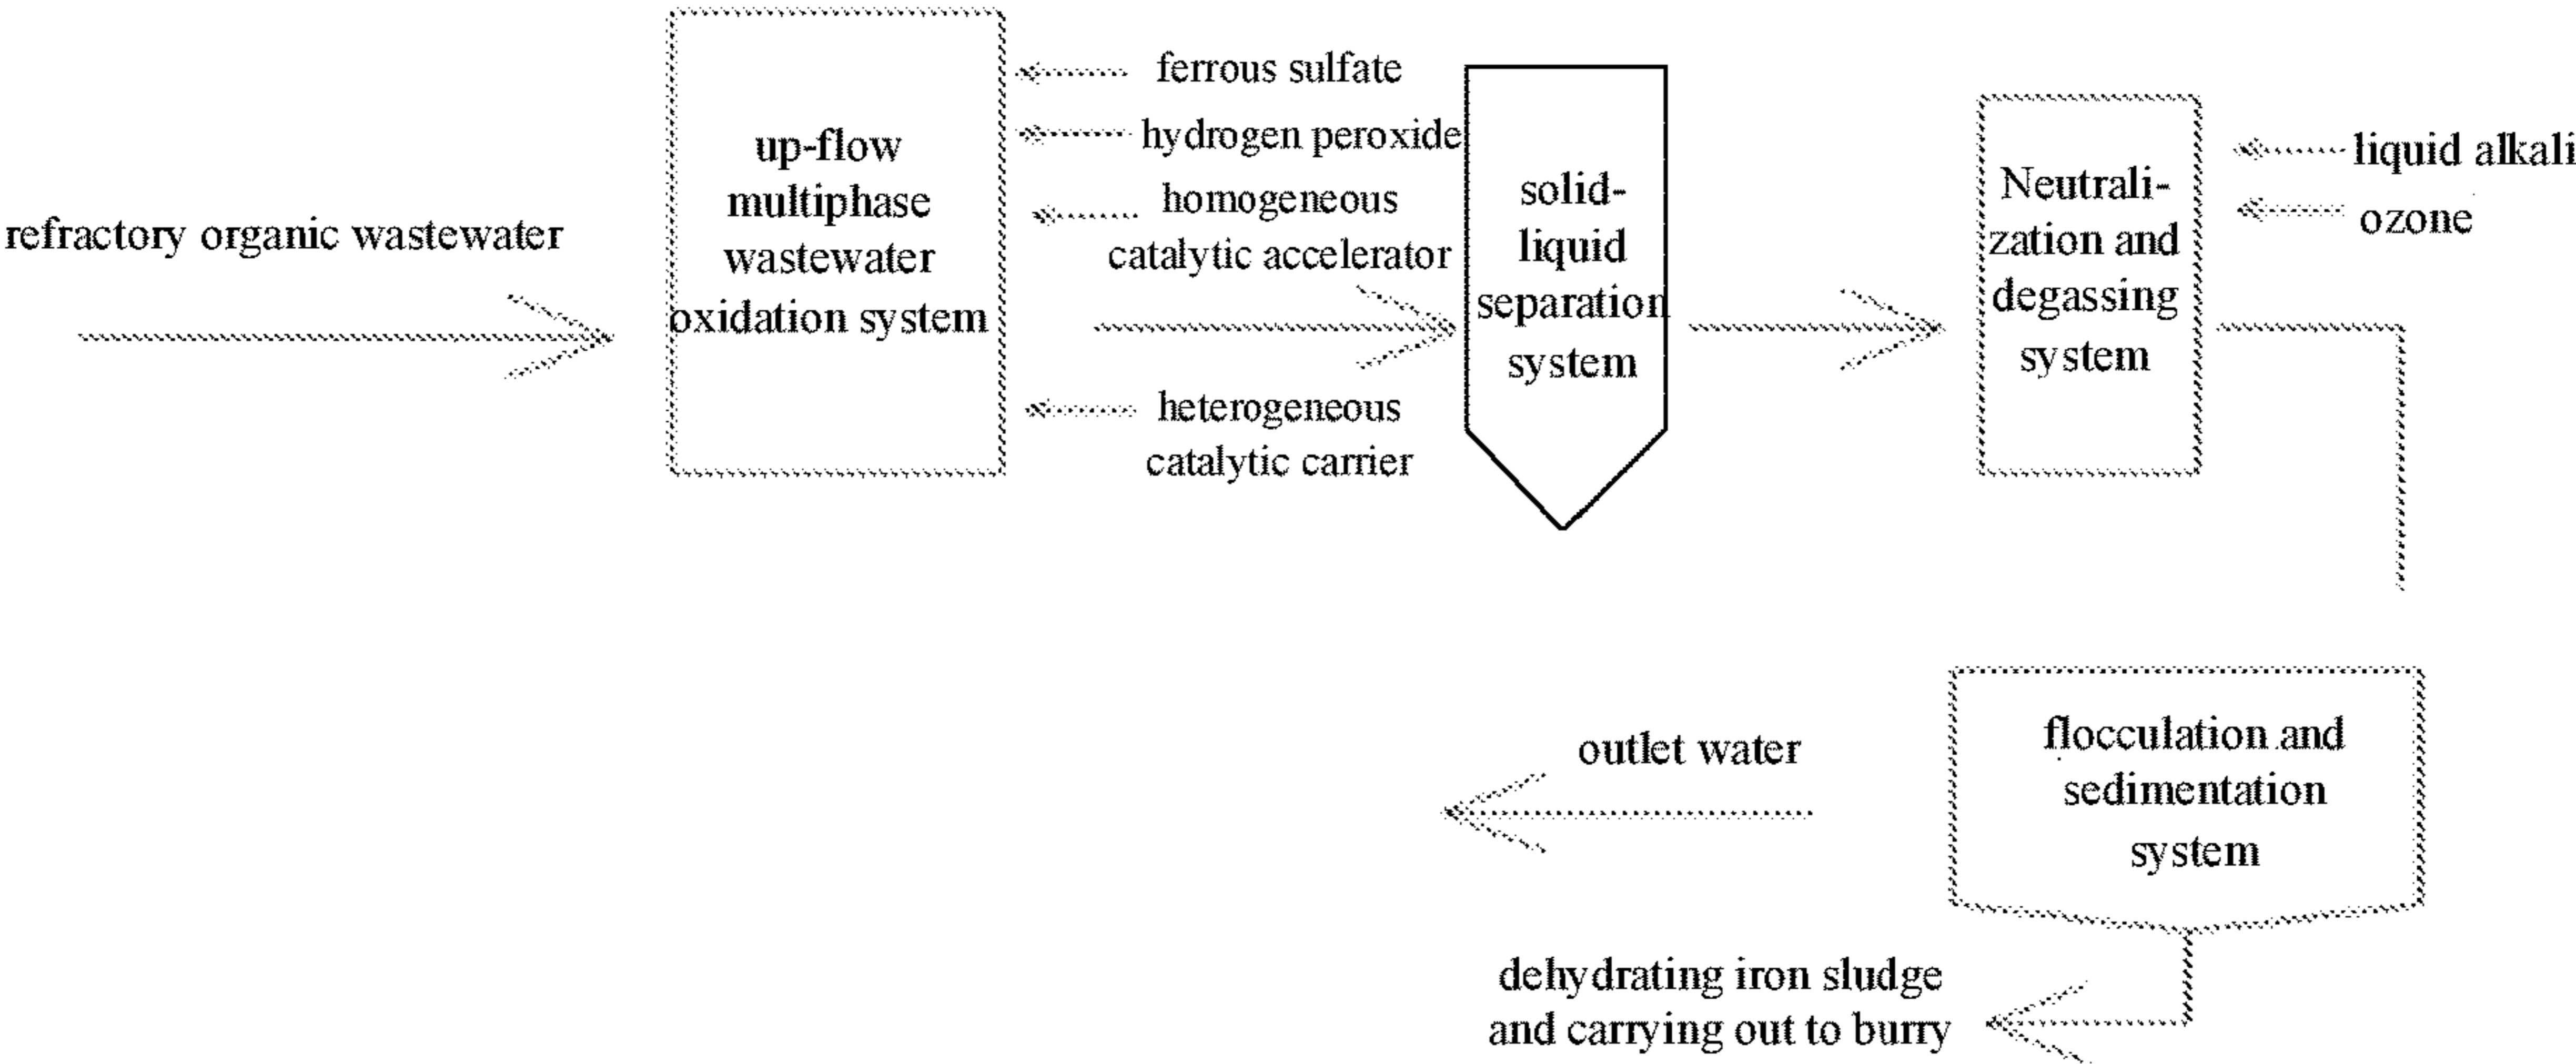 refractory organic wastewater
up-flow
multiphase
wastewater
oxidation system
ferrous sulfate
hydrogen peroxide
homogeneous
catalytic accelerator
heterogeneous
catalytic carrier
solid-
liquid
separation
system
Neutrali-
zation and
degassing
system
liquid alkali
ozone
flocculation and
sedimentation
system
outlet water
dehydrating iron sludge
and carrying out to burry